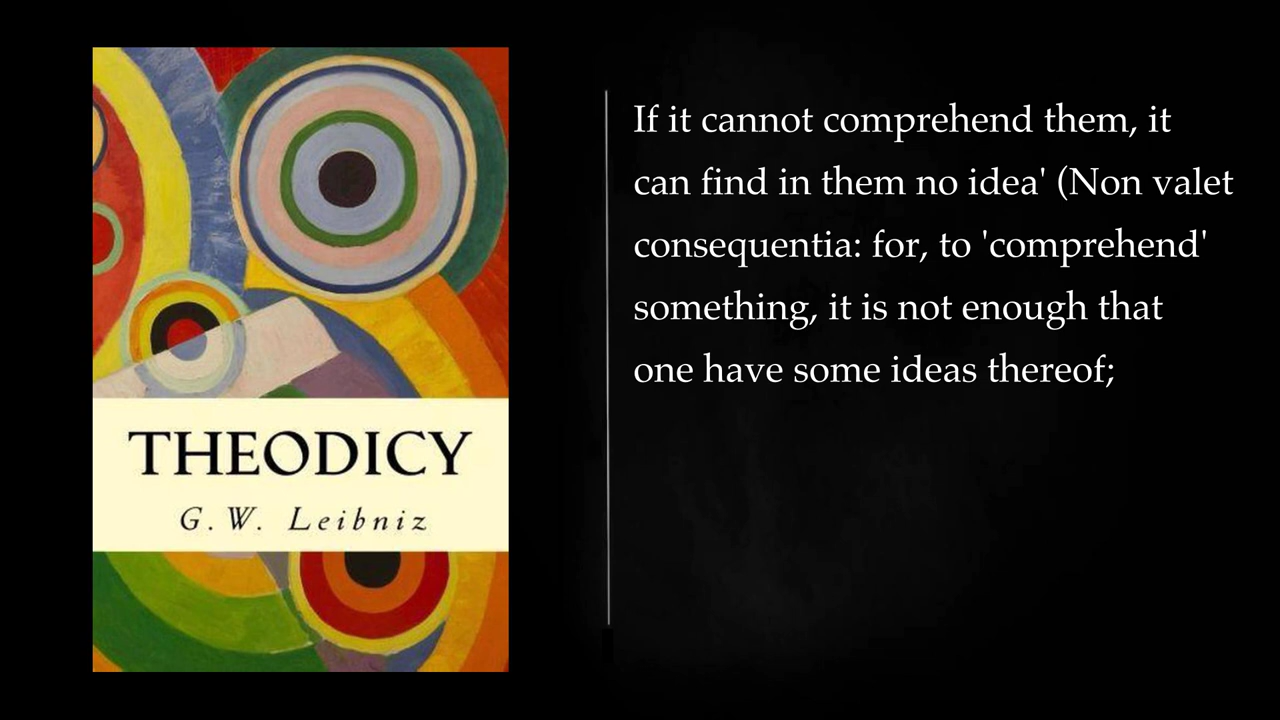 THEODICY
G. W. Leibniz
If it cannot comprehend them, it
can find in them no idea' (Non valet
consequentia: for, to 'comprehend'
something, it is not enough that
one have some ideas thereof;